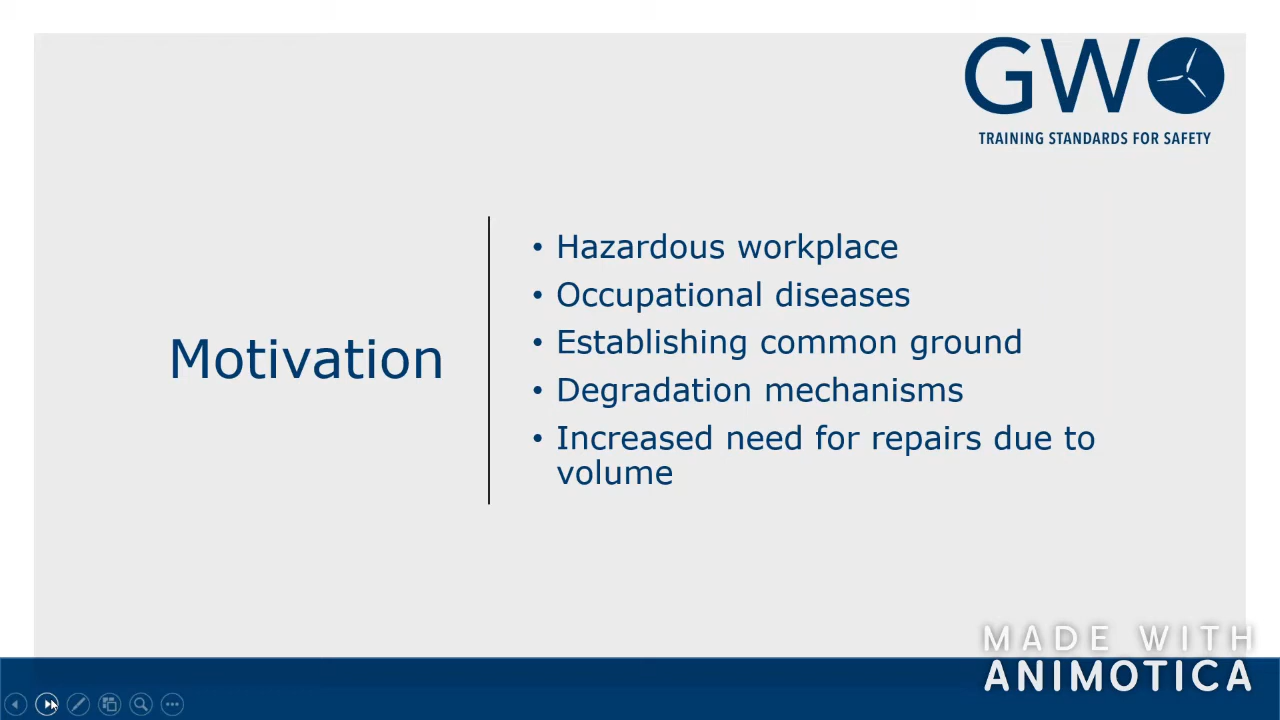 GWO
TRAINING STANDARDS FOR SAFETY
Motivation
• Hazardous workplace
• Occupational diseases
• Establishing common ground
• Degradation mechanisms
• Increased need for repairs due to
volume
MADE WITH
ANIMOTICA